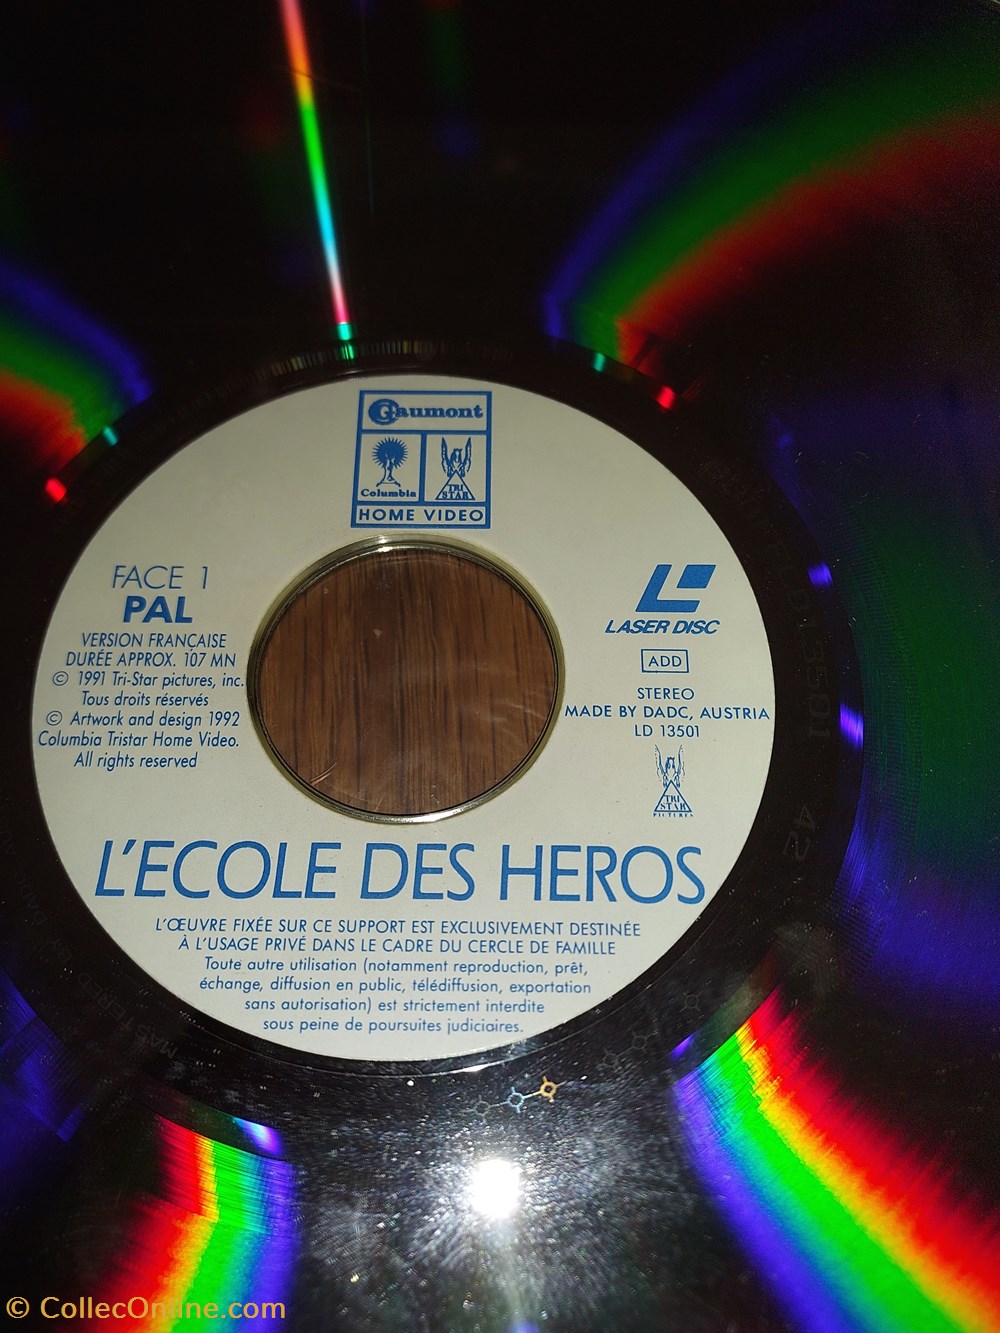 Gaumont
Columbia
TRI STAR
HOME VIDEO
FACE 1
PAL
VERSION FRANÇAISE
DURÉE APPROX. 107 MN
© 1991 Tri-Star pictures, inc.
Tous droits réservés
© Artwork and design 1992
Columbia Tristar Home Video.
All rights reserved
LASER DISC
ADD
STEREO
MADE BY DADC, AUSTRIA
LD 13501
TRI
STAR
PICTURES
L'ECOLE DES HEROS
L'ŒUVRE FIXÉE SUR CE SUPPORT EST EXCLUSIVEMENT DESTINÉE
À L'USAGE PRIVÉ DANS LE CADRE DU CERCLE DE FAMILLE
Toute autre utilisation (notamment reproduction, prêt,
échange, diffusion en public, télédiffusion, exportation
sans autorisation) est strictement interdite
sous peine de poursuites judiciaires.
© CollecOnline.com